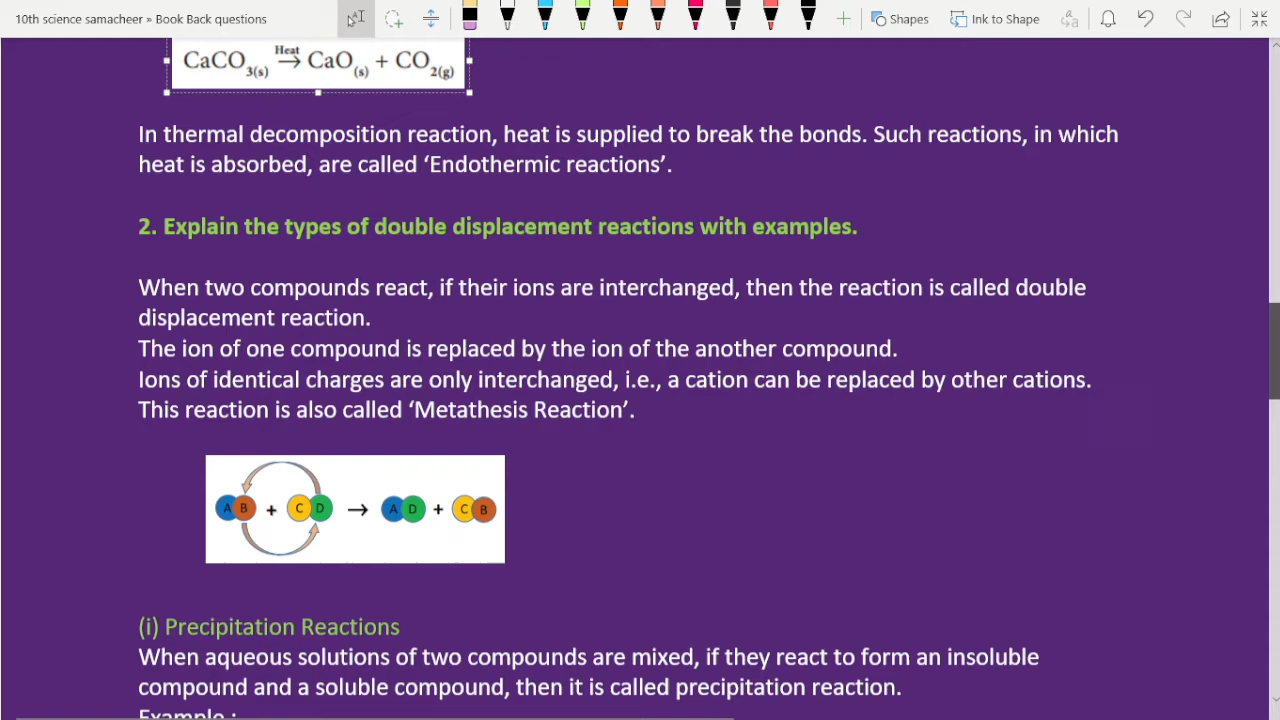 10th science samacheer » Book Back questions
Shapes
Ink to Shape
CaCO3(s) Heat→ CaO(s) + CO2(g)
In thermal decomposition reaction, heat is supplied to break the bonds. Such reactions, in which
heat is absorbed, are called ‘Endothermic reactions’.
2. Explain the types of double displacement reactions with examples.
When two compounds react, if their ions are interchanged, then the reaction is called double
displacement reaction.
The ion of one compound is replaced by the ion of the another compound.
Ions of identical charges are only interchanged, i.e., a cation can be replaced by other cations.
This reaction is also called ‘Metathesis Reaction’.
A B + C D → A D + C B
(i) Precipitation Reactions
When aqueous solutions of two compounds are mixed, if they react to form an insoluble
compound and a soluble compound, then it is called precipitation reaction.
Example :